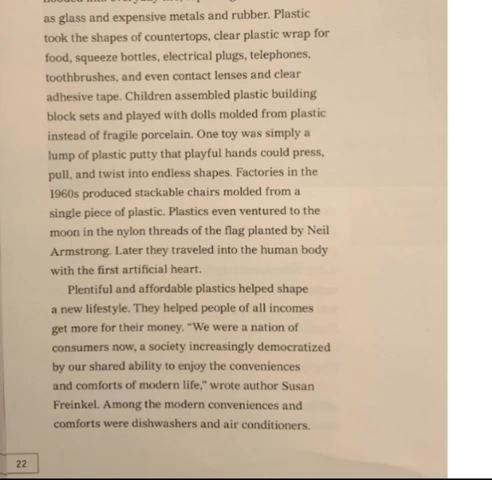 as glass and expensive metals and rubber. Plastic
took the shapes of countertops, clear plastic wrap for
food, squeeze bottles, electrical plugs, telephones,
toothbrushes, and even contact lenses and clear
adhesive tape. Children assembled plastic building
block sets and played with dolls molded from plastic
instead of fragile porcelain. One toy was simply a
lump of plastic putty that playful hands could press,
pull, and twist into endless shapes. Factories in the
1960s produced stackable chairs molded from a
single piece of plastic. Plastics even ventured to the
moon in the nylon threads of the flag planted by Neil
Armstrong. Later they traveled into the human body
with the first artificial heart.
Plentiful and affordable plastics helped shape
a new lifestyle. They helped people of all incomes
get more for their money. "We were a nation of
consumers now, a society increasingly democratized
by our shared ability to enjoy the conveniences
and comforts of modern life," wrote author Susan
Freinkel. Among the modern conveniences and
comforts were dishwashers and air conditioners.
22